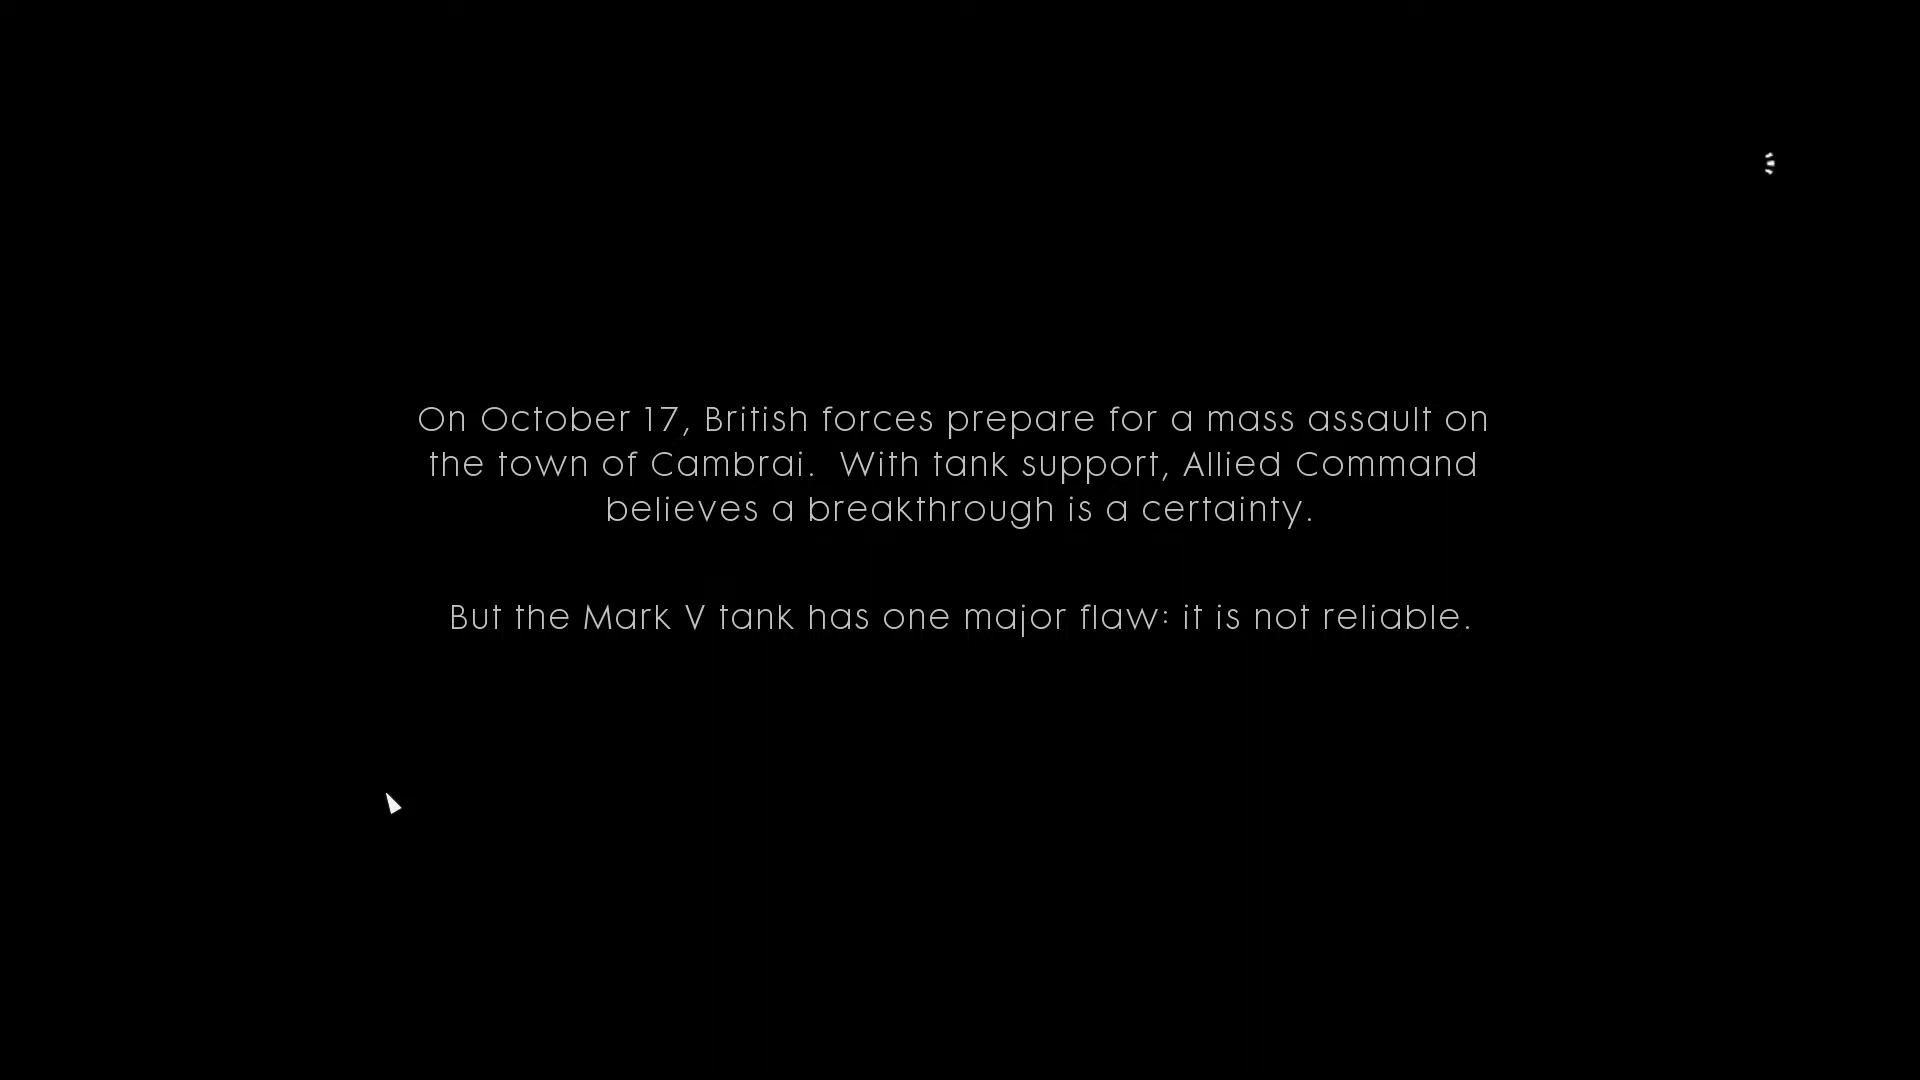 On October 17, British forces prepare for a mass assault on
the town of Cambrai.  With tank support, Allied Command
believes a breakthrough is a certainty.
But the Mark V tank has one major flaw: it is not reliable.